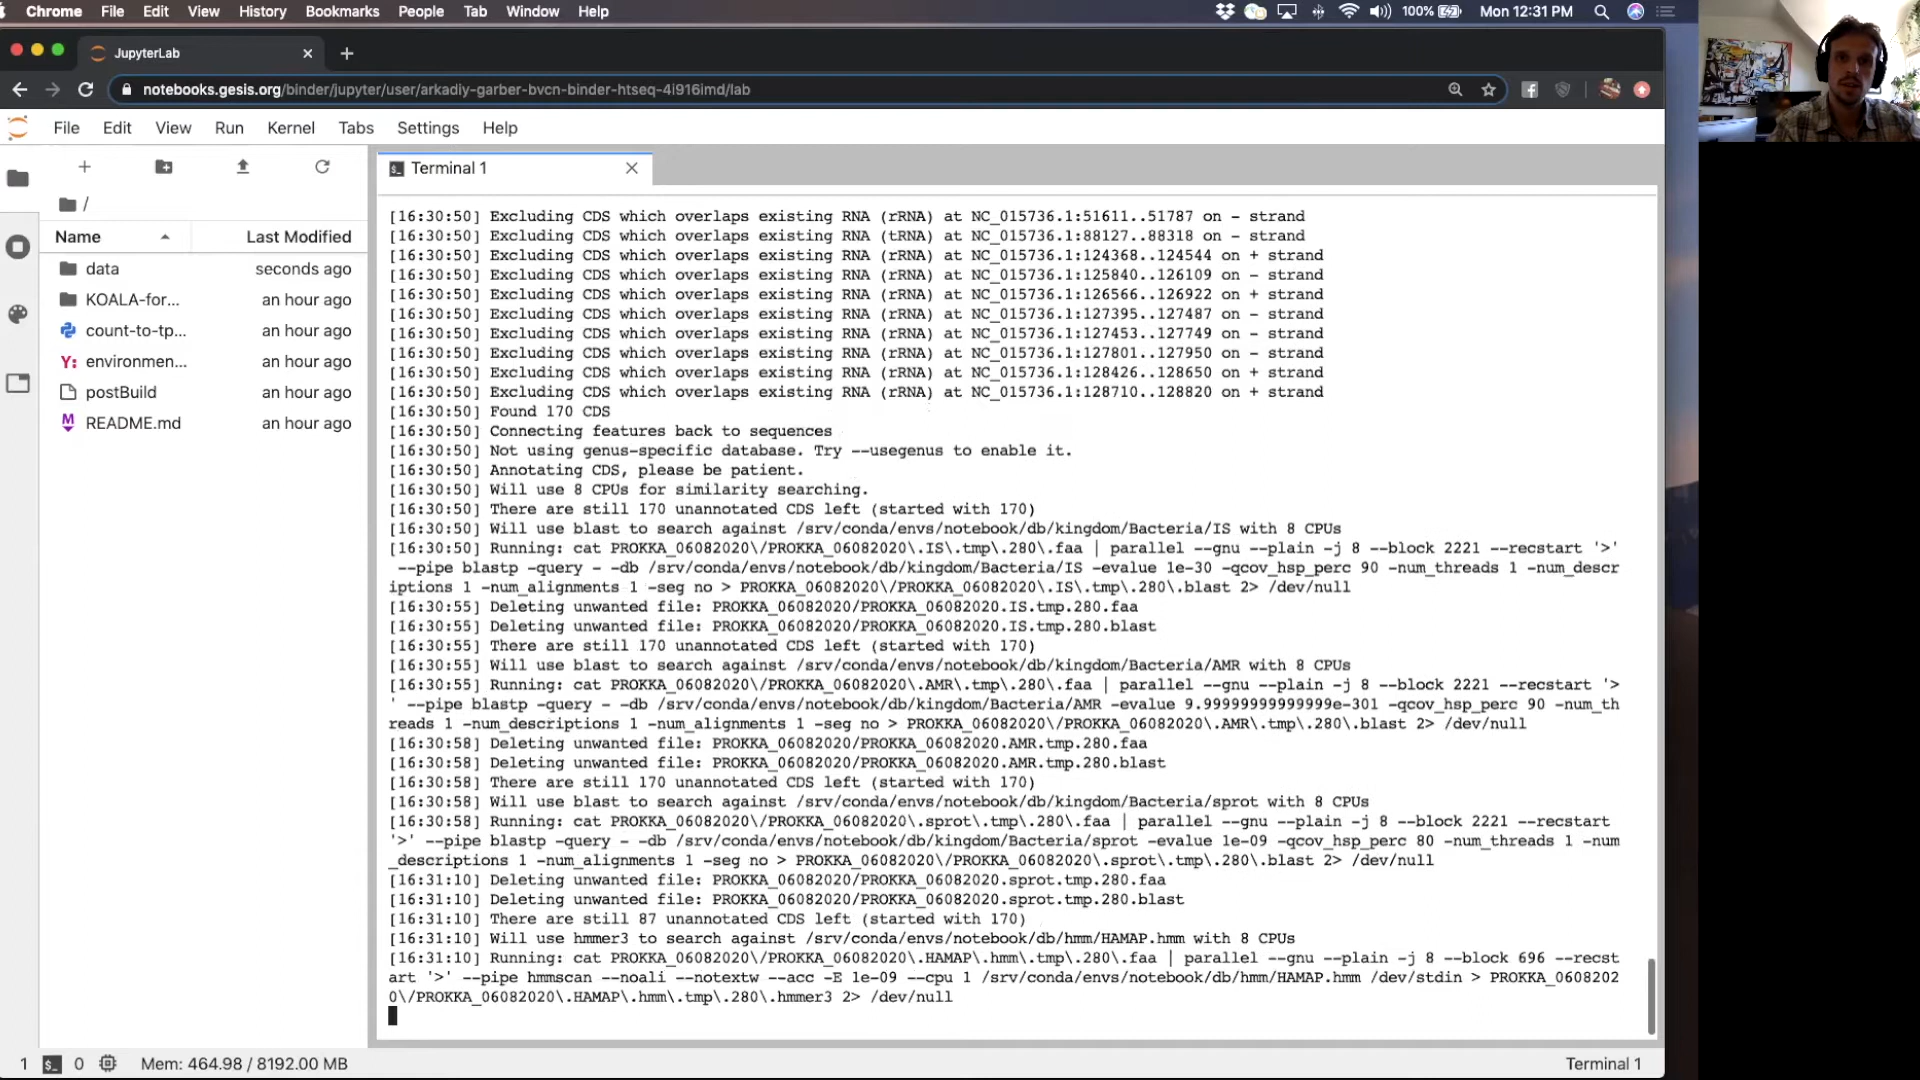 Chrome File Edit View History Bookmarks People Tab Window Help 100% Mon 12:31 PM
JupyterLab
notebooks.gesis.org/binder/jupyter/user/arkadiy-garber-bvcn-binder-htseq-4i916imd/lab
File Edit View Run Kernel Tabs Settings Help
Terminal 1
/
Name Last Modified
data seconds ago
KOALA-for... an hour ago
count-to-tp... an hour ago
environmen... an hour ago
postBuild an hour ago
README.md an hour ago
[16:30:50] Excluding CDS which overlaps existing RNA (rRNA) at NC_015736.1:51611..51787 on - strand
[16:30:50] Excluding CDS which overlaps existing RNA (tRNA) at NC_015736.1:88127..88318 on - strand
[16:30:50] Excluding CDS which overlaps existing RNA (rRNA) at NC_015736.1:124368..124544 on + strand
[16:30:50] Excluding CDS which overlaps existing RNA (rRNA) at NC_015736.1:125840..126109 on - strand
[16:30:50] Excluding CDS which overlaps existing RNA (rRNA) at NC_015736.1:126566..126922 on + strand
[16:30:50] Excluding CDS which overlaps existing RNA (rRNA) at NC_015736.1:127395..127487 on - strand
[16:30:50] Excluding CDS which overlaps existing RNA (rRNA) at NC_015736.1:127453..127749 on - strand
[16:30:50] Excluding CDS which overlaps existing RNA (rRNA) at NC_015736.1:127801..127950 on - strand
[16:30:50] Excluding CDS which overlaps existing RNA (rRNA) at NC_015736.1:128426..128650 on + strand
[16:30:50] Excluding CDS which overlaps existing RNA (rRNA) at NC_015736.1:128710..128820 on + strand
[16:30:50] Found 170 CDS
[16:30:50] Connecting features back to sequences
[16:30:50] Not using genus-specific database. Try --usegenus to enable it.
[16:30:50] Annotating CDS, please be patient.
[16:30:50] Will use 8 CPUs for similarity searching.
[16:30:50] There are still 170 unannotated CDS left (started with 170)
[16:30:50] Will use blast to search against /srv/conda/envs/notebook/db/kingdom/Bacteria/IS with 8 CPUs
[16:30:50] Running: cat PROKKA_06082020\/PROKKA_06082020\.IS\.tmp\.280\.faa | parallel --gnu --plain -j 8 --block 2221 --recstart '>'
--pipe blastp -query - -db /srv/conda/envs/notebook/db/kingdom/Bacteria/IS -evalue 1e-30 -qcov_hsp_perc 90 -num_threads 1 -num_descr
iptions 1 -num_alignments 1 -seg no > PROKKA_06082020\/PROKKA_06082020\.IS\.tmp\.280\.blast 2> /dev/null
[16:30:55] Deleting unwanted file: PROKKA_06082020/PROKKA_06082020.IS.tmp.280.faa
[16:30:55] Deleting unwanted file: PROKKA_06082020/PROKKA_06082020.IS.tmp.280.blast
[16:30:55] There are still 170 unannotated CDS left (started with 170)
[16:30:55] Will use blast to search against /srv/conda/envs/notebook/db/kingdom/Bacteria/AMR with 8 CPUs
[16:30:55] Running: cat PROKKA_06082020\/PROKKA_06082020\.AMR\.tmp\.280\.faa | parallel --gnu --plain -j 8 --block 2221 --recstart '>
' --pipe blastp -query - -db /srv/conda/envs/notebook/db/kingdom/Bacteria/AMR -evalue 9.99999999999999e-301 -qcov_hsp_perc 90 -num_th
reads 1 -num_descriptions 1 -num_alignments 1 -seg no > PROKKA_06082020\/PROKKA_06082020\.AMR\.tmp\.280\.blast 2> /dev/null
[16:30:58] Deleting unwanted file: PROKKA_06082020/PROKKA_06082020.AMR.tmp.280.faa
[16:30:58] Deleting unwanted file: PROKKA_06082020/PROKKA_06082020.AMR.tmp.280.blast
[16:30:58] There are still 170 unannotated CDS left (started with 170)
[16:30:58] Will use blast to search against /srv/conda/envs/notebook/db/kingdom/Bacteria/sprot with 8 CPUs
[16:30:58] Running: cat PROKKA_06082020\/PROKKA_06082020\.sprot\.tmp\.280\.faa | parallel --gnu --plain -j 8 --block 2221 --recstart
'>' --pipe blastp -query - -db /srv/conda/envs/notebook/db/kingdom/Bacteria/sprot -evalue 1e-09 -qcov_hsp_perc 80 -num_threads 1 -num
_descriptions 1 -num_alignments 1 -seg no > PROKKA_06082020\/PROKKA_06082020\.sprot\.tmp\.280\.blast 2> /dev/null
[16:31:10] Deleting unwanted file: PROKKA_06082020/PROKKA_06082020.sprot.tmp.280.faa
[16:31:10] Deleting unwanted file: PROKKA_06082020/PROKKA_06082020.sprot.tmp.280.blast
[16:31:10] There are still 87 unannotated CDS left (started with 170)
[16:31:10] Will use hmmer3 to search against /srv/conda/envs/notebook/db/hmm/HAMAP.hmm with 8 CPUs
[16:31:10] Running: cat PROKKA_06082020\/PROKKA_06082020\.HAMAP\.hmm\.tmp\.280\.faa | parallel --gnu --plain -j 8 --block 696 --recst
art '>' --pipe hmmscan --noali --notextw --acc -E 1e-09 --cpu 1 /srv/conda/envs/notebook/db/hmm/HAMAP.hmm /dev/stdin > PROKKA_0608202
0\/PROKKA_06082020\.HAMAP\.hmm\.tmp\.280\.hmmer3 2> /dev/null
1 0 Mem: 464.98 / 8192.00 MB Terminal 1